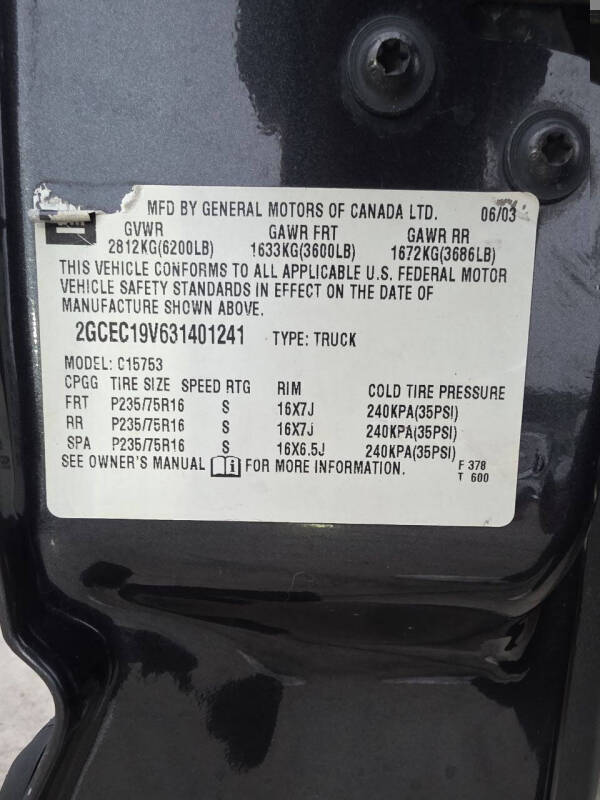 MFD BY GENERAL MOTORS OF CANADA LTD. 06/03
GVWR GAWR FRT GAWR RR
2812KG(6200LB) 1633KG(3600LB) 1672KG(3686LB)
THIS VEHICLE CONFORMS TO ALL APPLICABLE U.S. FEDERAL MOTOR
VEHICLE SAFETY STANDARDS IN EFFECT ON THE DATE OF
MANUFACTURE SHOWN ABOVE.
2GCEC19V631401241 TYPE: TRUCK
MODEL: C15753
CPGG TIRE SIZE SPEED RTG RIM COLD TIRE PRESSURE
FRT P235/75R16 S 16X7J 240KPA(35PSI)
RR P235/75R16 S 16X7J 240KPA(35PSI)
SPA P235/75R16 S 16X6.5J 240KPA(35PSI)
SEE OWNER'S MANUAL i FOR MORE INFORMATION. F 378
T 600